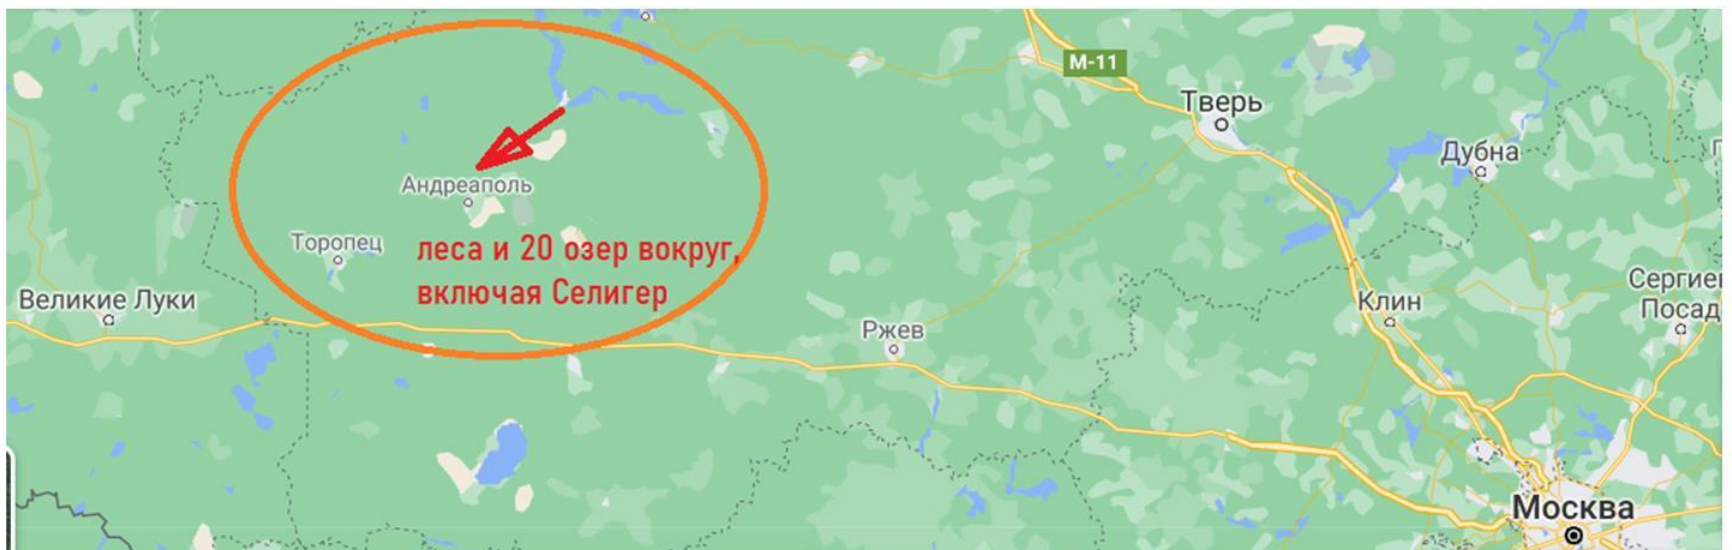 М-11
Тверь
Дубна
Андреаполь
Торопец
леса и 20 озер вокруг,
включая Селигер
Великие Луки
Ржев
Клин
Сергиев
Посад
Москва